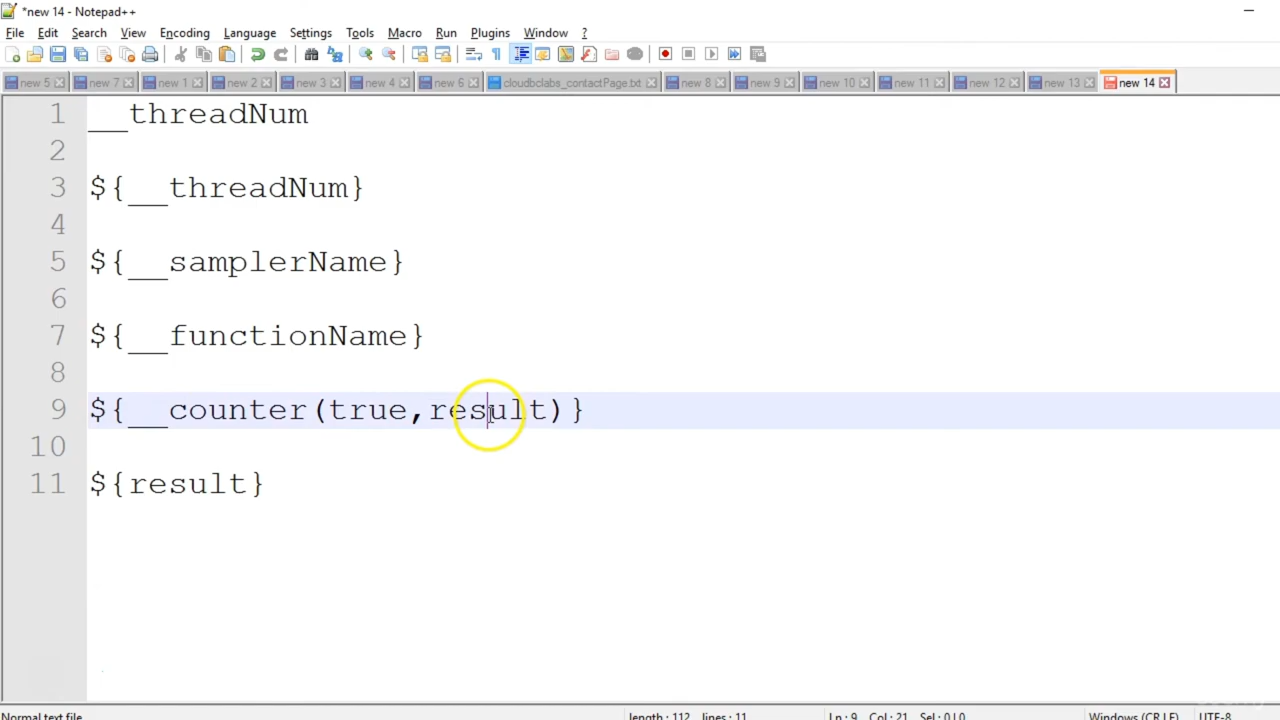 *new 14 - Notepad++
File Edit Search View Encoding Language Settings Tools Macro Run Plugins Window ?
new 5 new 7 new 1 new 2 new 3 new 4 new 6 cloudbclabs_contactPage.txt new 8 new 9 new 10 new 11 new 12 new 13 new 14
1 __threadNum
2
3 ${__threadNum}
4
5 ${__samplerName}
6
7 ${__functionName}
8
9 ${__counter(true,result)}
10
11 ${result}
Normal text file length : 112 lines : 11 Ln : 9 Col : 21 Sel : 0 | 0 Windows (CR LF) UTF-8